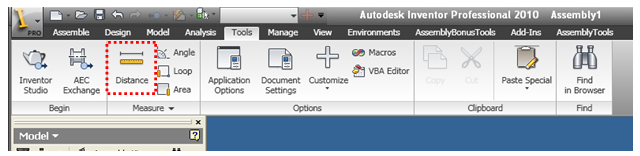 Autodesk Inventor Professional 2010 Assembly1
PRO Assemble Design Model Analysis Tools Manage View Environments AssemblyBonusTools Add-Ins AssemblyTools
Inventor Studio
AEC Exchange
Distance
Angle
Loop
Area
Application Options
Document Settings
Customize
Macros
VBA Editor
Copy
Cut
Paste Special
Find in Browser
Begin Measure Options Clipboard Find
Model